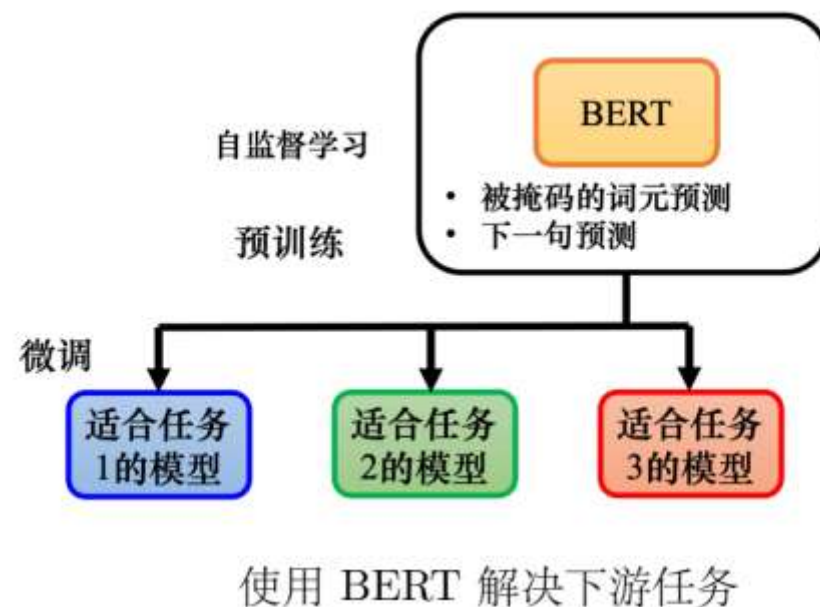 BERT
自监督学习
• 被掩码的词元预测
预训练
• 下一句预测
微调
适合任务
1的模型
适合任务
2的模型
适合任务
3的模型
使用 BERT 解决下游任务